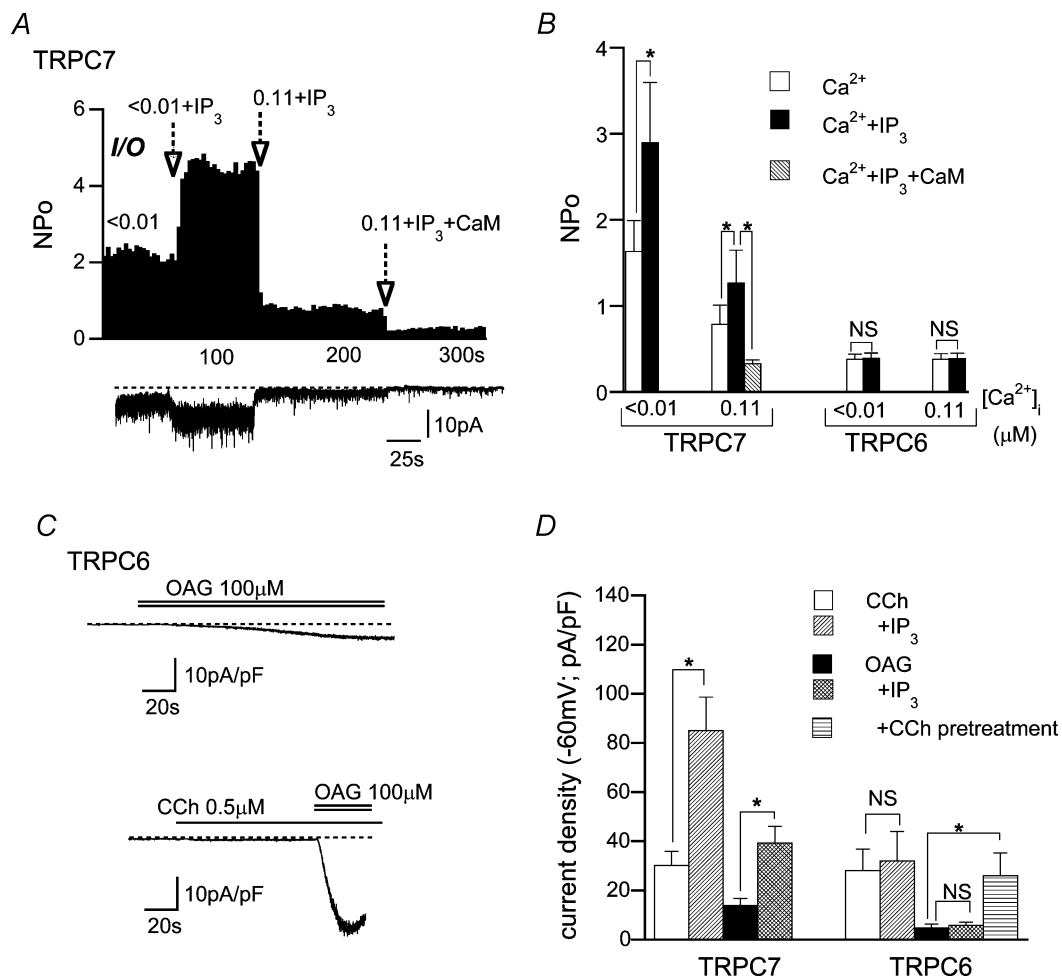 A
TRPC7
<0.01+IP3
0.11+IP3
I/O
<0.01
0.11+IP3+CaM
NPo
6
4
2
0
100
200
300s
10pA
25s
B
NPo
4
3
2
1
0
*
* *
NS
NS
Ca2+
Ca2++IP3
Ca2++IP3+CaM
<0.01
0.11
<0.01
0.11
[Ca2+]i
(μM)
TRPC7
TRPC6
C
TRPC6
OAG 100μM
10pA/pF
20s
CCh 0.5μM
OAG 100μM
10pA/pF
20s
D
current density (-60mV; pA/pF)
140
120
100
80
60
40
20
0
CCh
+IP3
OAG
+IP3
+CCh pretreatment
*
*
NS
*
NS
TRPC7
TRPC6